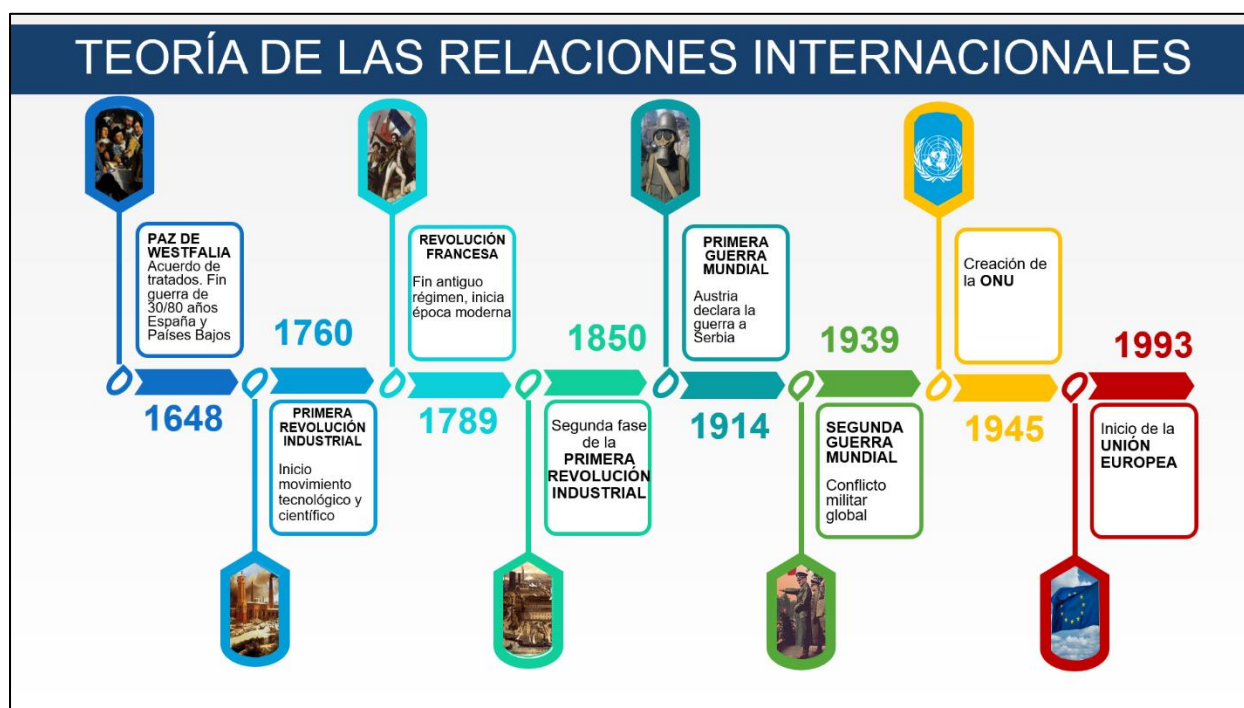 TEORÍA DE LAS RELACIONES INTERNACIONALES
PAZ DE
WESTFALIA
Acuerdo de
tratados. Fin
guerra de
30/80 años
España y
Países Bajos
1648
1760
PRIMERA
REVOLUCIÓN
INDUSTRIAL
Inicio
movimiento
tecnológico y
científico
REVOLUCIÓN
FRANCESA
Fin antiguo
régimen, inicia
época moderna
1789
1850
Segunda fase
de la
PRIMERA
REVOLUCIÓN
INDUSTRIAL
PRIMERA
GUERRA
MUNDIAL
Austria
declara la
guerra a
Serbia
1914
1939
SEGUNDA
GUERRA
MUNDIAL
Conflicto
militar
global
Creación de
la ONU
1945
1993
Inicio de la
UNIÓN
EUROPEA